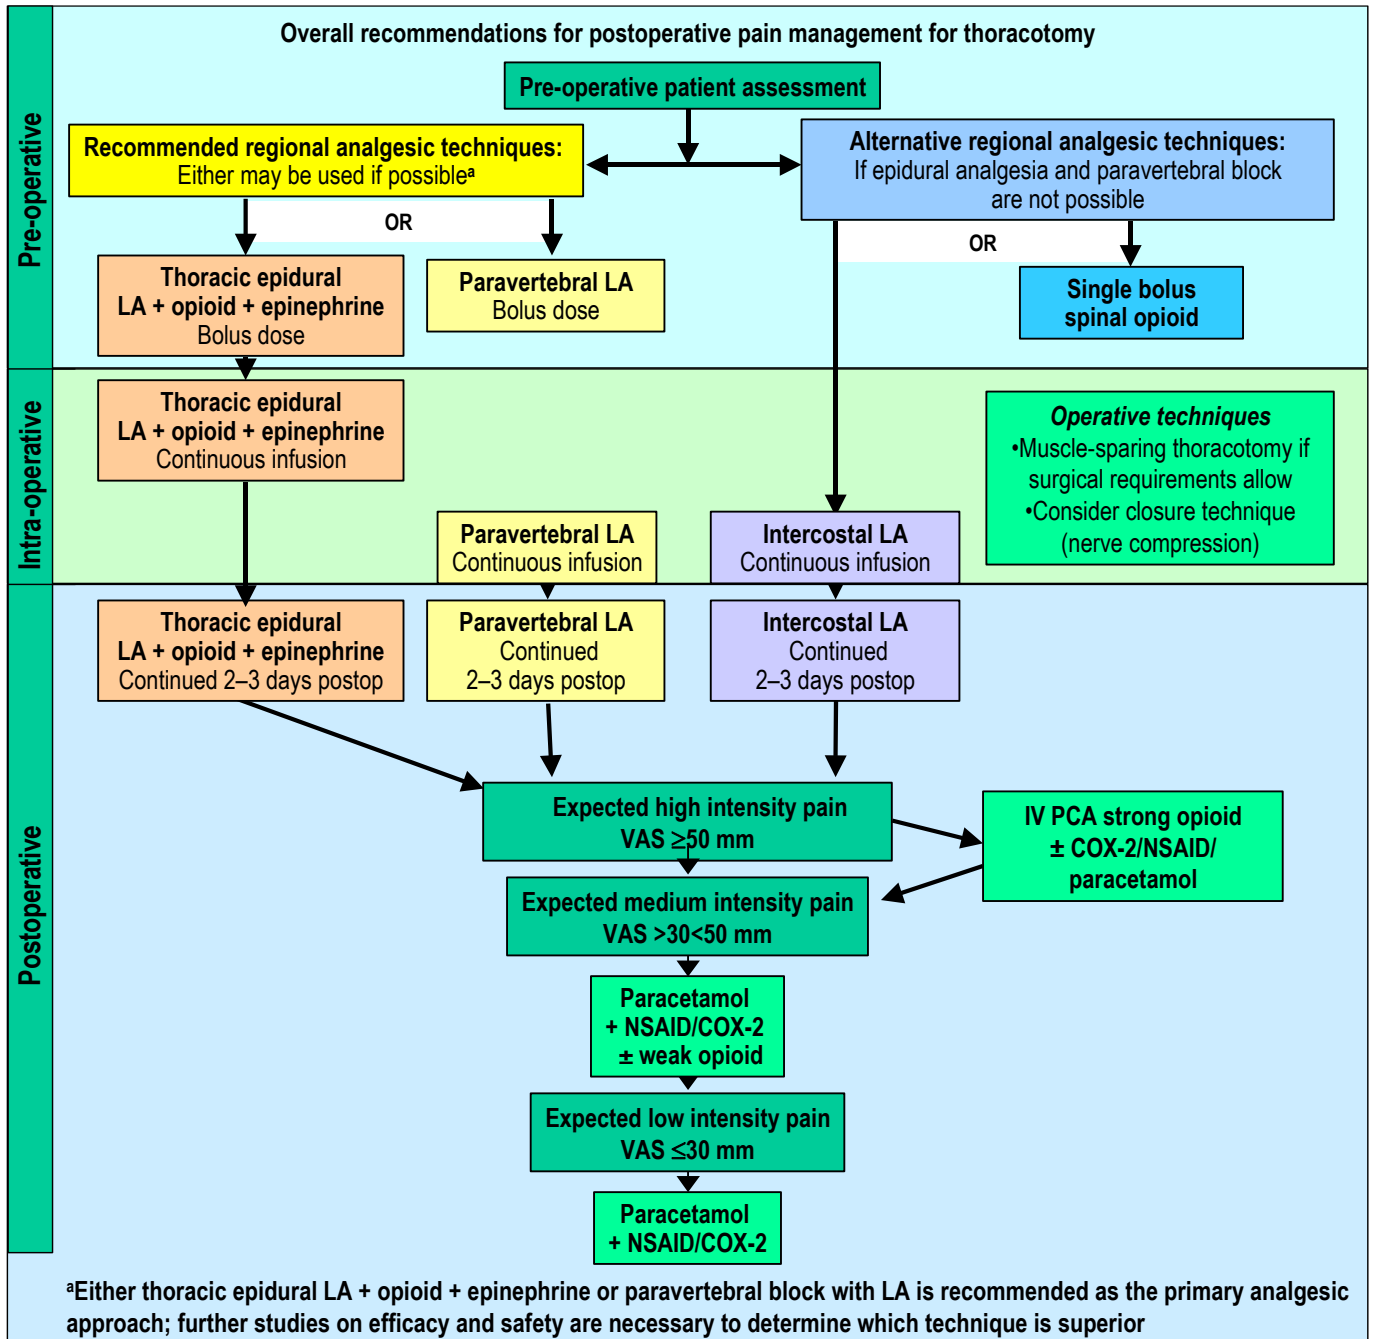 Overall recommendations for postoperative pain management for thoracotomy
Pre-operative
Pre-operative patient assessment
Recommended regional analgesic techniques:
Either may be used if possibleª
Alternative regional analgesic techniques:
If epidural analgesia and paravertebral block
are not possible
OR
OR
Thoracic epidural
LA + opioid + epinephrine
Bolus dose
Paravertebral LA
Bolus dose
Single bolus
spinal opioid
Intra-operative
Thoracic epidural
LA + opioid + epinephrine
Continuous infusion
Operative techniques
•Muscle-sparing thoracotomy if
surgical requirements allow
•Consider closure technique
(nerve compression)
Paravertebral LA
Continuous infusion
Intercostal LA
Continuous infusion
Postoperative
Thoracic epidural
LA + opioid + epinephrine
Continued 2–3 days postop
Paravertebral LA
Continued
2–3 days postop
Intercostal LA
Continued
2–3 days postop
Expected high intensity pain
VAS ≥50 mm
IV PCA strong opioid
± COX-2/NSAID/
paracetamol
Expected medium intensity pain
VAS >30<50 mm
Paracetamol
+ NSAID/COX-2
± weak opioid
Expected low intensity pain
VAS ≤30 mm
Paracetamol
+ NSAID/COX-2
ªEither thoracic epidural LA + opioid + epinephrine or paravertebral block with LA is recommended as the primary analgesic
approach; further studies on efficacy and safety are necessary to determine which technique is superior